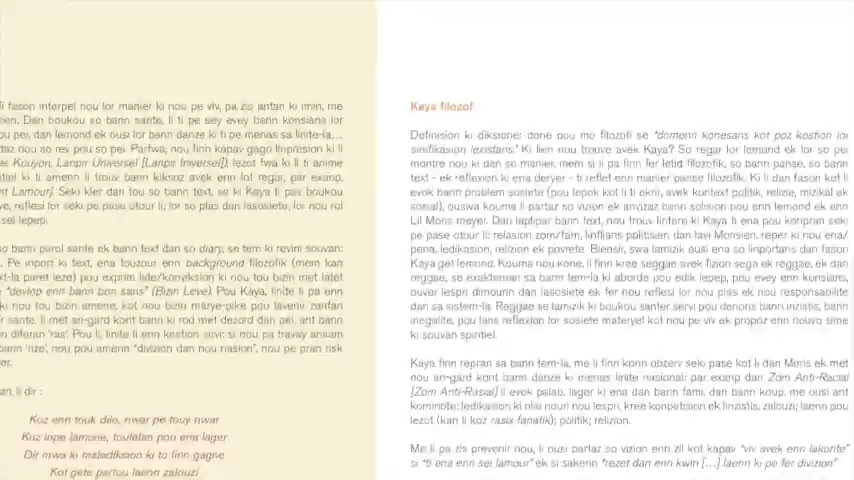 fason interpel nou lor manier ki nou pe viv, pa zis antan ki imin, me
Dan boukou so bann sante, li ti pe sey evey bann konsians lor
pei, dan lemond ek ousi lor bann danze ki ti pe menas sa linite-la...
nou so rev pou so pei. Parfwa, nou finn kapav gagn linpresion ki li
Kouyon, Lanpir Universel [Lanpir Inversel]); lezot fwa ki li ti anime
ki ti amenn li trouv bann kiksoz avek enn lot regar, par exanp,
Lamour]. Seki kler dan tou so bann text, se ki Kaya ti pas boukou
reflesi lor seki pe pase otour li; lor so plas dan lasosiete, lor nou rol
sei lepep.
so bann parol sante ek bann text dan so diary, se tem ki revini souvan:
Pe inport ki text, ena touzour enn background filozofik (mem kan
paret leze) pou exprim lide/konviksion ki nou tou bizin met latet
"devlop enn bann bon sans" (Bizin Leve). Pou Kaya, linite li pa enn
ki nou tou bizin amene, kot nou bizin marye-pike pou lavenir zanfan
sante. Li met an-gard kont bann ki rod met dezord dan pei, ant bann
diferan 'ras'. Pou li, linite li enn kestion swiv: si nou pa travay ansam
bann 'rize', nou pou amenn "division dan nou nasion", nou pe pran risk
li dir :
Koz enn touk dilo, nwar pe touy nwar
Koz inpe lamone, toufatan pou ena lager
Dir mwa ki malediksion ki to finn gagne
Kot gete partou laenn zalouzi
Kaya filozof
Definision ki diksioner done pou mo filozofi se "domenn konesans kot poz kestion lor
sinifikasion lexistans." Ki lien nou trouve avek Kaya? So regar lor lemond ek lor so pei
montre nou ki dan so manier, mem si li pa finn fer letid filozofik, so bann panse, so bann
text - ek reflexion ki ena deryer - ti reflet enn manier panse filozofik. Ki li dan fason kot li
evok bann problem sosiete (pou lepok kot li ti ekrir, avek kontext politik, relizie, mizikal ek
sosial), ouswa kouma li partaz so vizion ek anvizaz bann solision pou enn lemond ek enn
Lil Moris meyer. Dan laplipar bann text, nou trouv lintere ki Kaya ti ena pou konpran seki
pe pase otour li: relasion zom/fam, linflians politisien dan lavi Morisien, reper ki nou ena/
pena, ledikasion, relizion ek povrete. Biensir, swa lamizik ousi ena so linportans dan fason
Kaya get lemond. Kouma nou kone, li finn kree seggae avek fizion sega ek reggae, ek dan
reggae, se exakteman sa bann tem-la ki aborde pou edik lepep, pou evey enn konsians,
ouver lespri dimounn dan lasosiete ek fer nou reflesi lor nou plas ek nou responsabilite
dan sa sistem-la. Reggae se lamizik ki boukou santer servi pou denons bann inzistis, bann
inegalite, pou lans reflexion lor sosiete materyel kot nou pe viv ek propoz enn nouvo sime
ki souvan spiritiel.
Kaya finn repran sa bann tem-la, me li finn konn obzerv seki pase kot li dan Moris ek met
nou an-gard kont bann danze ki menas linite nasional: par exanp dan Zom Anti-Racial
[Zom Anti-Rasial] li evok palab, lager ki ena dan bann fami, dan bann koup, me ousi ant
kominote; ledikasion ki oliė nouri nou lespri, kree konpetision ek linzistis, zalouzi; laenn pou
lezot (kan li koz rasis fanatik); politik; relizion.
Me li pa zis prevenir nou, li ousi partaz so vizion enn zil kot kapav "viv avek enn lakorite"
si "ti ena enn sel lamour" ek si sakenn "rezet dan enn kwin [...] laenn ki pe fer divizion"